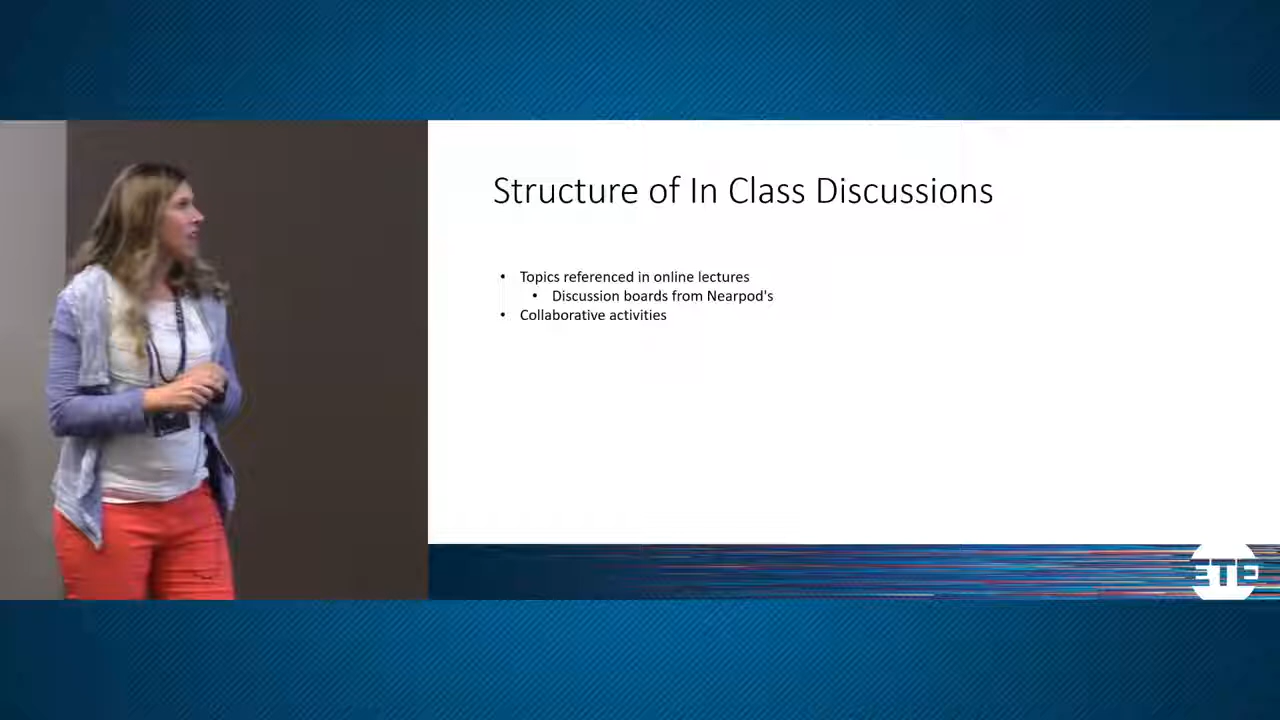 Structure of In Class Discussions
• Topics referenced in online lectures
• Discussion boards from Nearpod's
• Collaborative activities